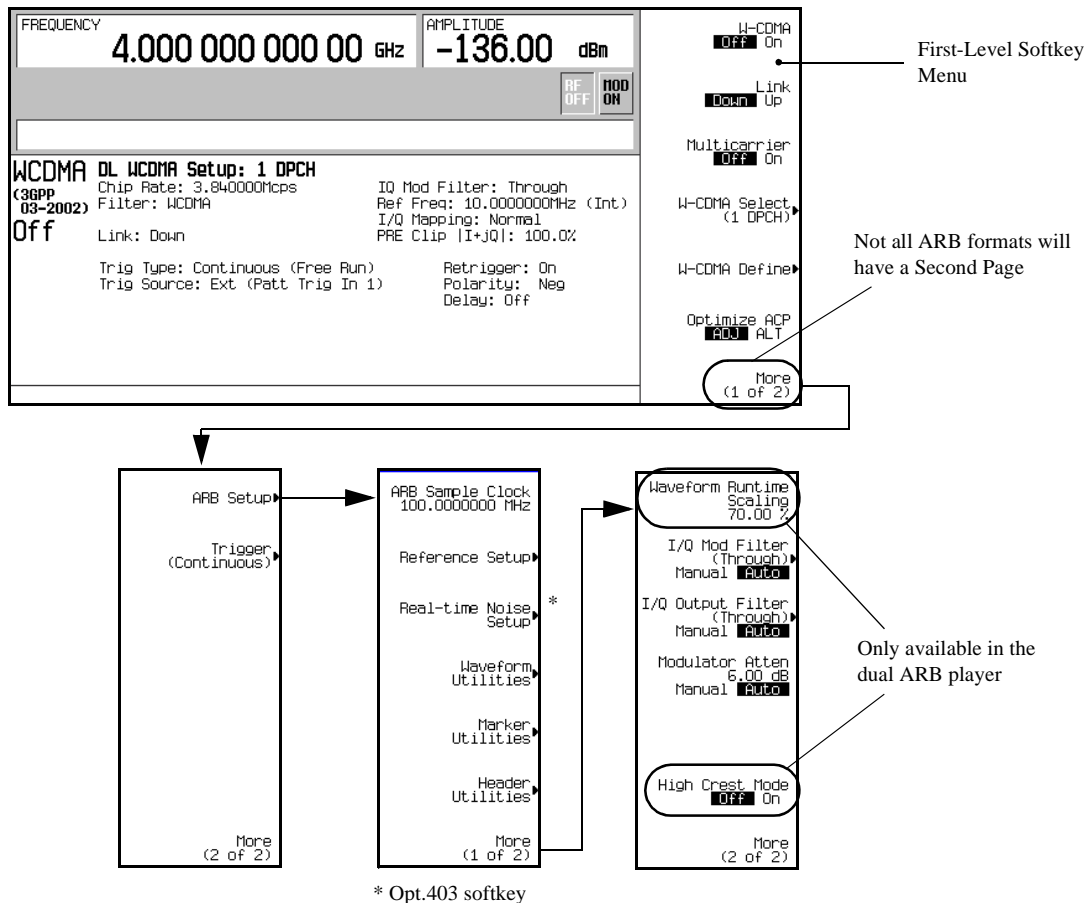 FREQUENCY
4.000 000 000 00 GHz
AMPLITUDE
-136.00 dBm
RF OFF
MOD ON
WCDMA
(3GPP
03-2002)
Off
DL WCDMA Setup: 1 DPCH
Chip Rate: 3.840000Mcps
Filter: WCDMA
Link: Down
IQ Mod Filter: Through
Ref Freq: 10.0000000MHz (Int)
I/Q Mapping: Normal
PRE Clip |I+jQ|: 100.0%
Trig Type: Continuous (Free Run)
Trig Source: Ext (Patt Trig In 1)
Retrigger: On
Polarity: Neg
Delay: Off
W-CDMA
Off On
Link
Down Up
Multicarrier
Off On
W-CDMA Select
(1 DPCH)
W-CDMA Define
Optimize ACP
ADJ ALT
More
(1 of 2)
First-Level Softkey
Menu
Not all ARB formats will
have a Second Page
ARB Setup
Trigger
(Continuous)
More
(2 of 2)
ARB Sample Clock
100.0000000 MHz
Reference Setup
Real-time Noise
Setup
*
Waveform
Utilities
Marker
Utilities
Header
Utilities
More
(1 of 2)
* Opt.403 softkey
Waveform Runtime
Scaling
70.00 %
I/Q Mod Filter
(Through)
Manual Auto
I/Q Output Filter
(Through)
Manual Auto
Modulator Atten
6.00 dB
Manual Auto
High Crest Mode
Off On
More
(2 of 2)
Only available in the
dual ARB player